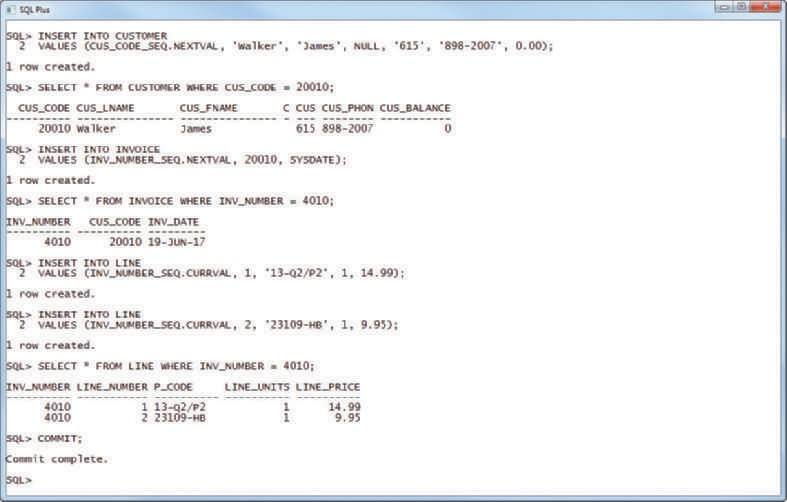 SQL Plus
SQL> INSERT INTO CUSTOMER
  2  VALUES (CUS_CODE_SEQ.NEXTVAL, 'Walker', 'James', NULL, '615', '898-2007', 0.00);
1 row created.
SQL> SELECT * FROM CUSTOMER WHERE CUS_CODE = 20010;
  CUS_CODE CUS_LNAME       CUS_FNAME       C CUS CUS_PHON CUS_BALANCE
---------- --------------- --------------- - --- -------- -----------
     20010 Walker          James             615 898-2007           0
SQL> INSERT INTO INVOICE
  2  VALUES (INV_NUMBER_SEQ.NEXTVAL, 20010, SYSDATE);
1 row created.
SQL> SELECT * FROM INVOICE WHERE INV_NUMBER = 4010;
INV_NUMBER   CUS_CODE INV_DATE
---------- ---------- ---------
      4010      20010 19-JUN-17
SQL> INSERT INTO LINE
  2  VALUES (INV_NUMBER_SEQ.CURRVAL, 1, '13-Q2/P2', 1, 14.99);
1 row created.
SQL> INSERT INTO LINE
  2  VALUES (INV_NUMBER_SEQ.CURRVAL, 2, '23109-HB', 1, 9.95);
1 row created.
SQL> SELECT * FROM LINE WHERE INV_NUMBER = 4010;
INV_NUMBER LINE_NUMBER P_CODE     LINE_UNITS LINE_PRICE
---------- ----------- ---------- ---------- ----------
      4010           1 13-Q2/P2            1      14.99
      4010           2 23109-HB            1       9.95
SQL> COMMIT;
Commit complete.
SQL>